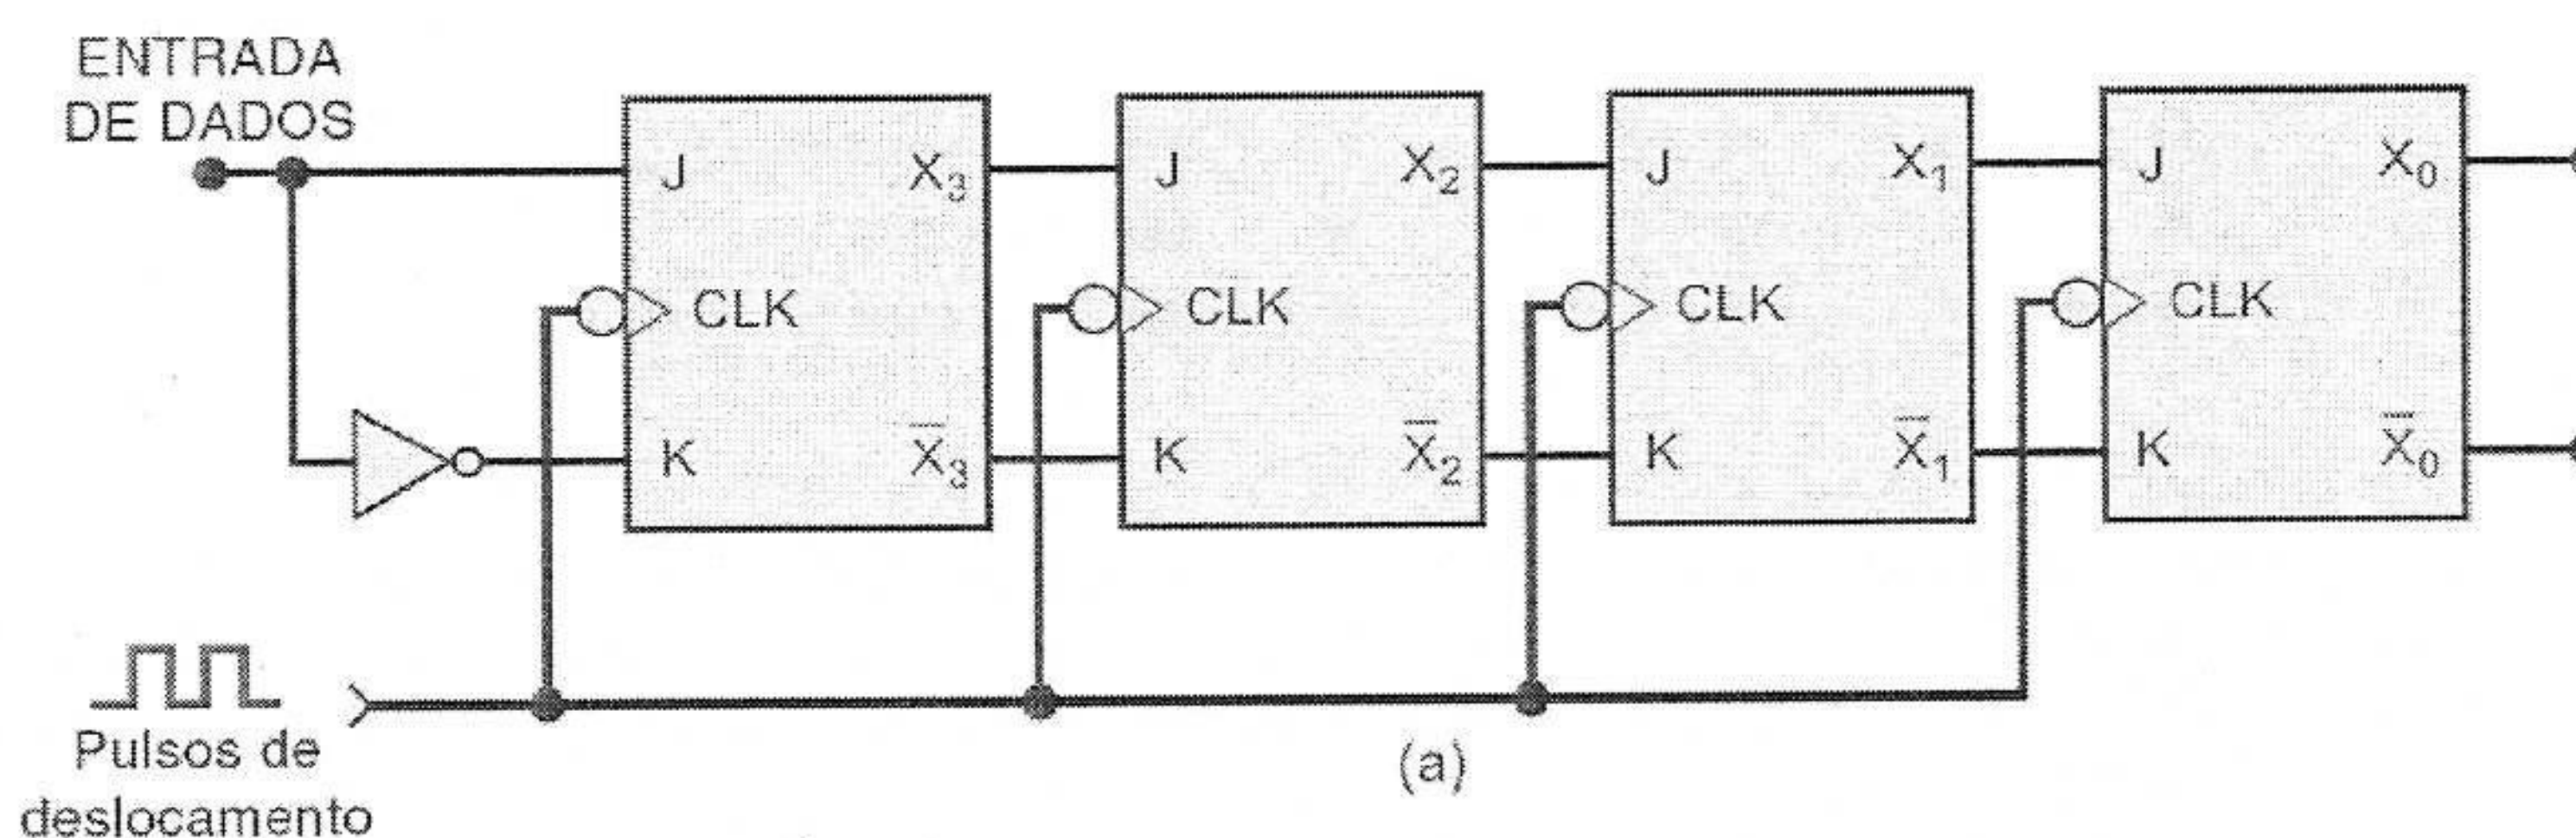 ENTRADA
DE DADOS
J X₃ J X₂ J X₁ J X₀
CLK CLK CLK CLK
K X̅₃ K X̅₂ K X̅₁ K X̅₀
Pulsos de
deslocamento
(a)